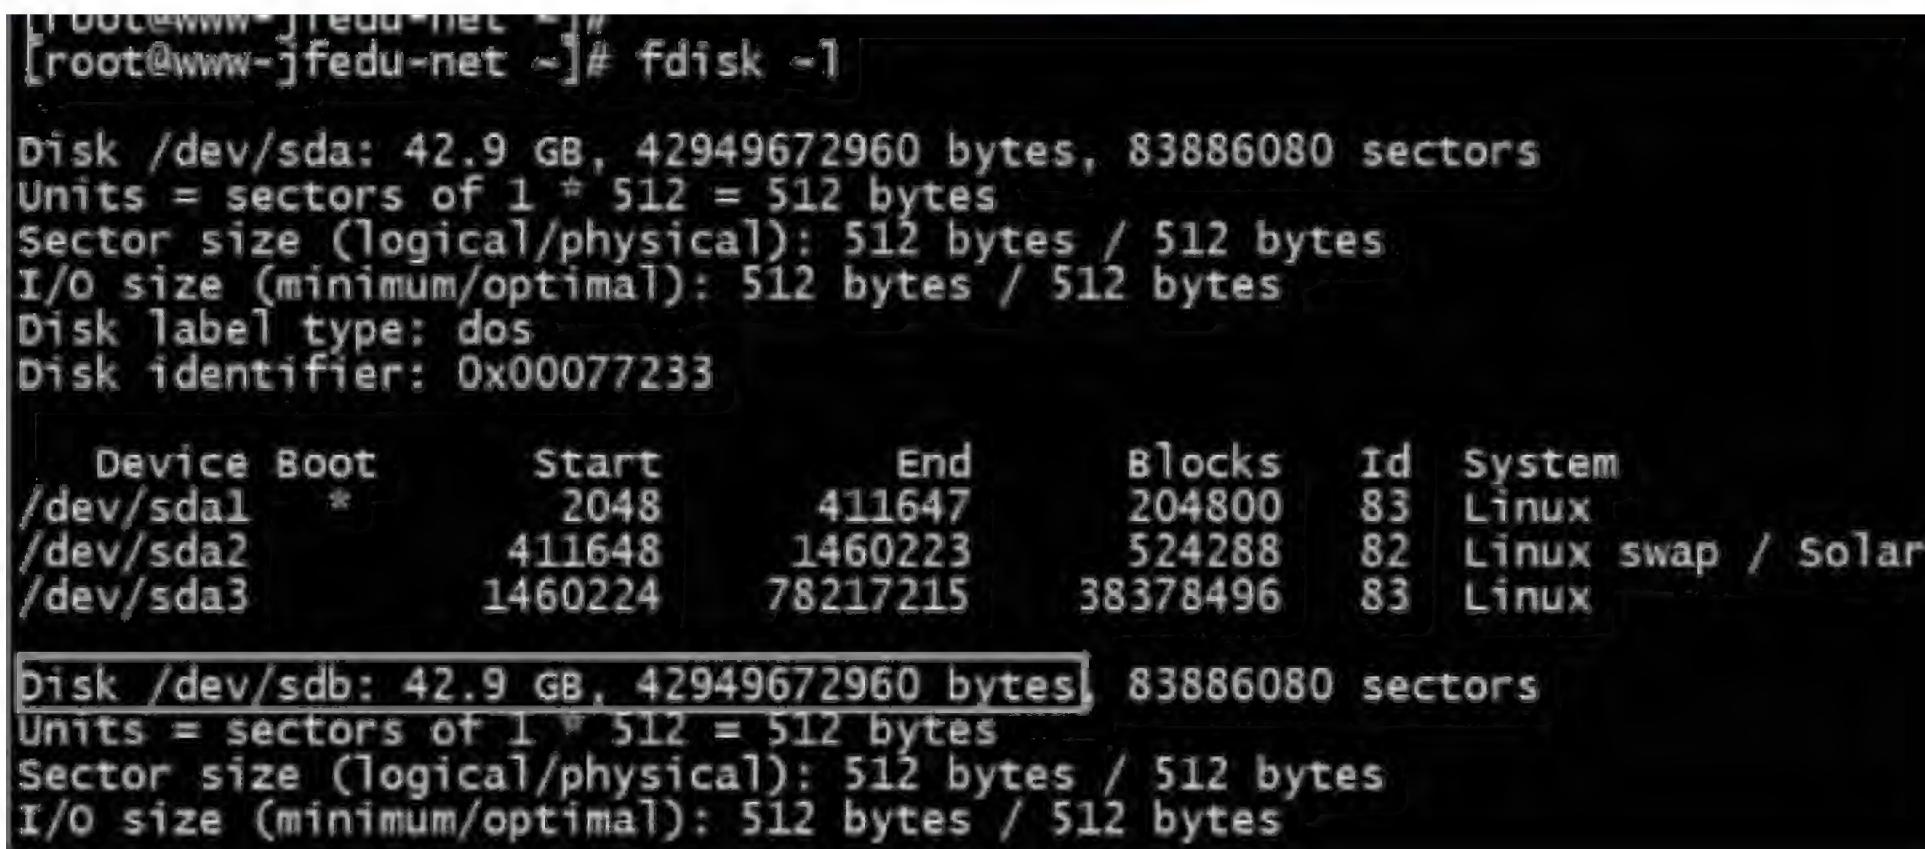 [root@www-jfedu-net ~]#
[root@www-jfedu-net ~]# fdisk -l
Disk /dev/sda: 42.9 GB, 42949672960 bytes, 83886080 sectors
Units = sectors of 1 * 512 = 512 bytes
Sector size (logical/physical): 512 bytes / 512 bytes
I/O size (minimum/optimal): 512 bytes / 512 bytes
Disk label type: dos
Disk identifier: 0x00077233
Device Boot Start End Blocks Id System
/dev/sda1 * 2048 411647 204800 83 Linux
/dev/sda2 411648 1460223 524288 82 Linux swap / Solar
/dev/sda3 1460224 78217215 38378496 83 Linux
Disk /dev/sdb: 42.9 GB, 42949672960 bytes, 83886080 sectors
Units = sectors of 1 * 512 = 512 bytes
Sector size (logical/physical): 512 bytes / 512 bytes
I/O size (minimum/optimal): 512 bytes / 512 bytes